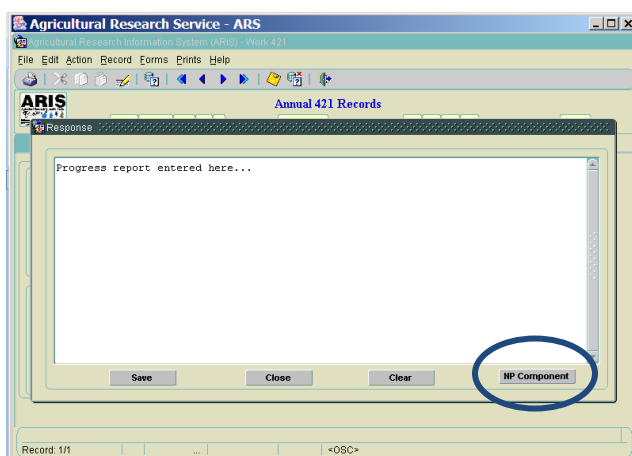 Agricultural Research Service - ARS
Agricultural Research Information System (ARIS) - Work 421
File Edit Action Record Forms Prints Help
ARIS
Annual 421 Records
Response
Progress report entered here...
Save Close Clear NP Component
Record: 1/1 ... <OSC>